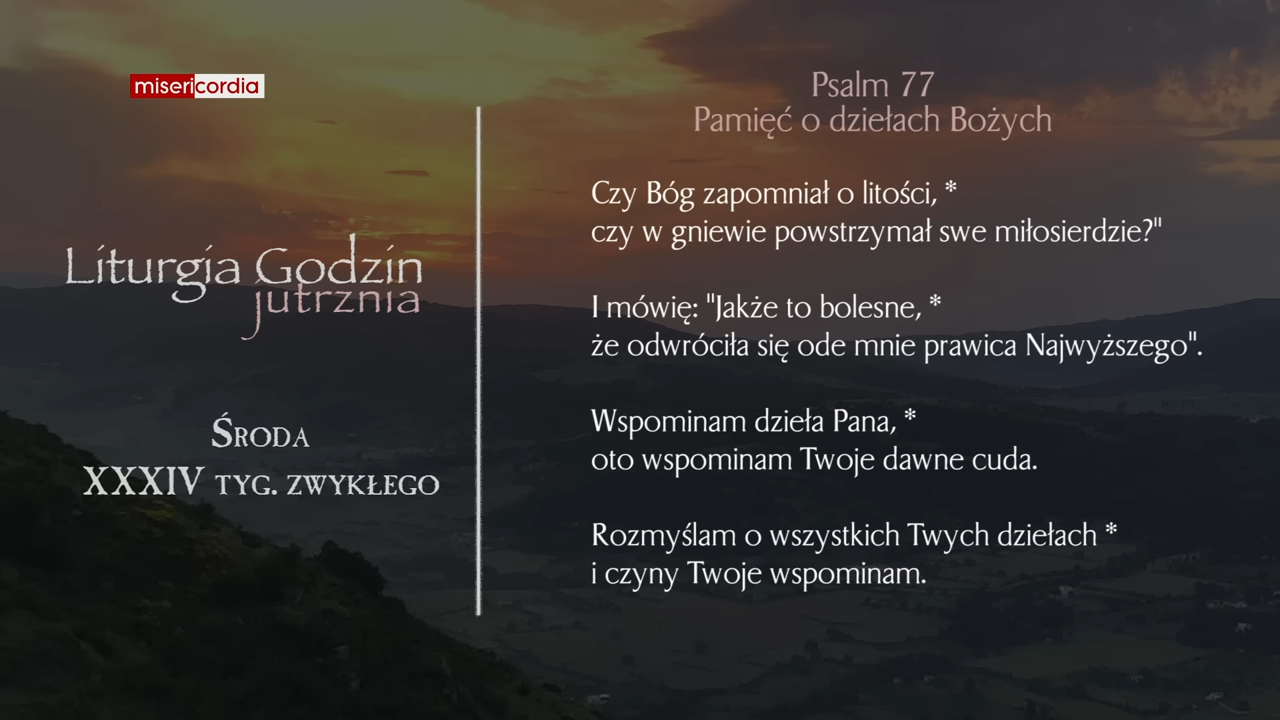 misericordia
Liturgia Godzin
jutrznia
Środa
XXXIV tyg. zwykłego
Psalm 77
Pamięć o dziełach Bożych
Czy Bóg zapomniał o litości, *
czy w gniewie powstrzymał swe miłosierdzie?"
I mówię: "Jakże to bolesne, *
że odwróciła się ode mnie prawica Najwyższego".
Wspominam dzieła Pana, *
oto wspominam Twoje dawne cuda.
Rozmyślam o wszystkich Twych dziełach *
i czyny Twoje wspominam.